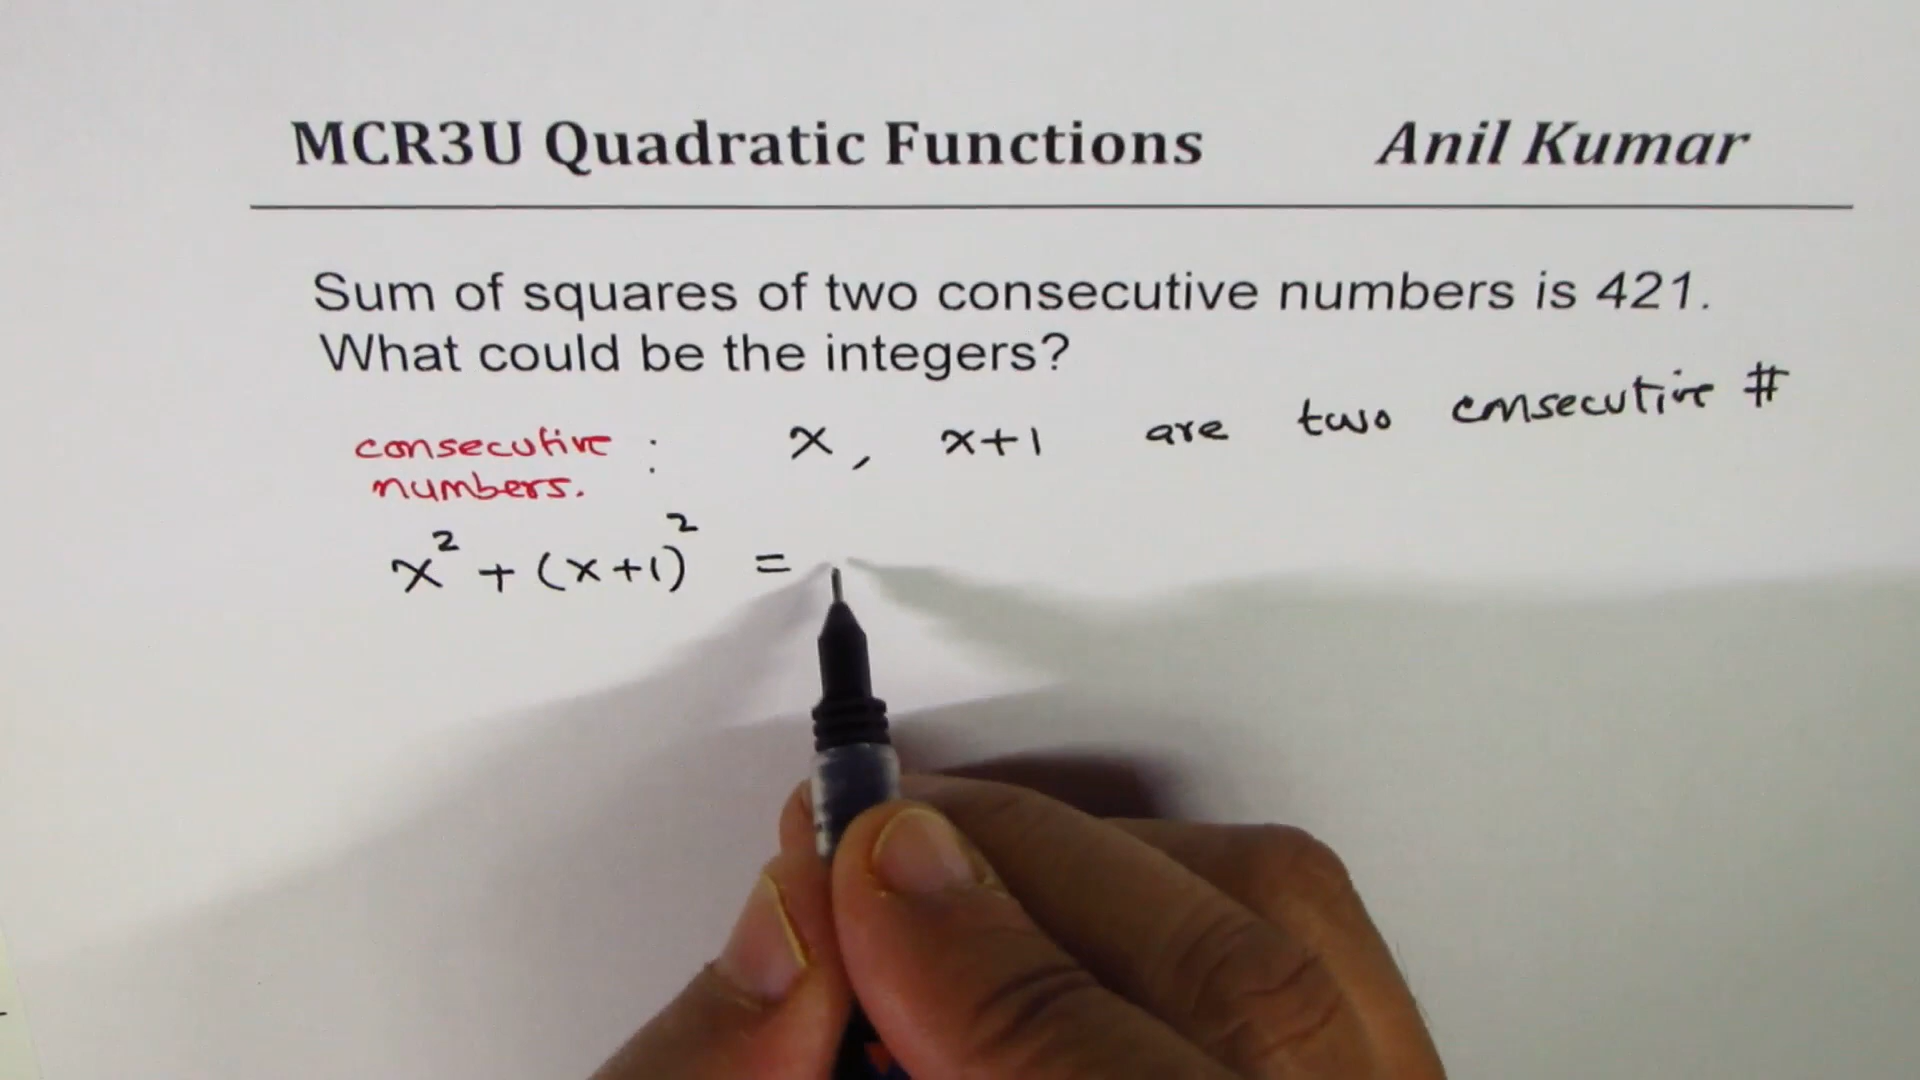 MCR3U Quadratic Functions Anil Kumar
Sum of squares of two consecutive numbers is 421.
What could be the integers?
consecutive : x, x+1 are two consecutive #
numbers.
x² + (x+1)² =